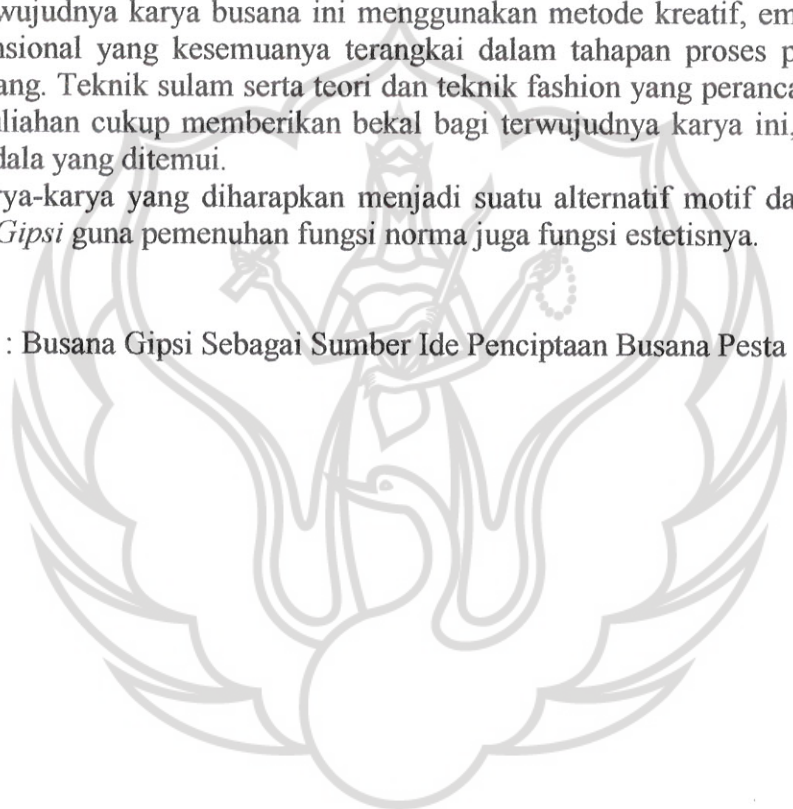 wujudnya karya busana ini menggunakan metode kreatif, em
nsional yang kesemuanya terangkai dalam tahapan proses p
ang. Teknik sulam serta teori dan teknik fashion yang peranca
liahan cukup memberikan bekal bagi terwujudnya karya ini,
dala yang ditemui.
rya-karya yang diharapkan menjadi suatu alternatif motif da
Gipsi guna pemenuhan fungsi norma juga fungsi estetisnya.
: Busana Gipsi Sebagai Sumber Ide Penciptaan Busana Pesta